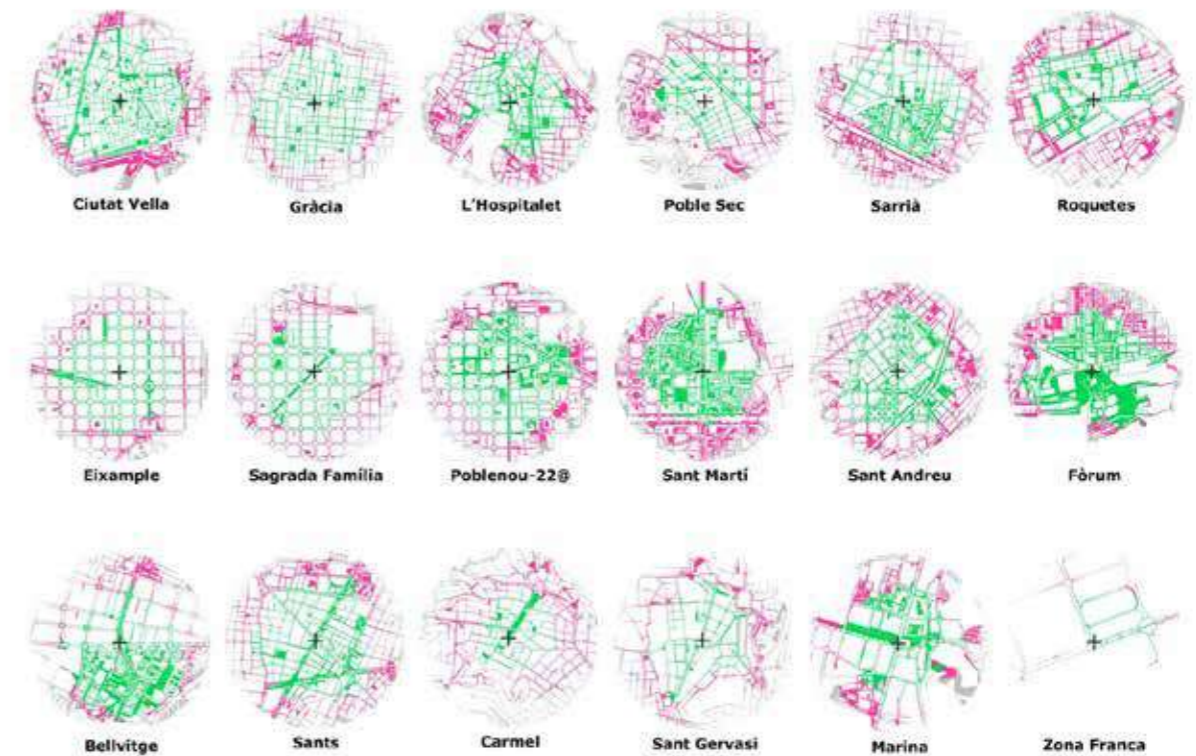 Ciutat Vella Gràcia L'Hospitalet Poble Sec Sarrià Roquetes
Eixample Sagrada Família Poblenou-22@ Sant Martí Sant Andreu Fòrum
Bellvitge Sants Carmel Sant Gervasi Marina Zona Franca